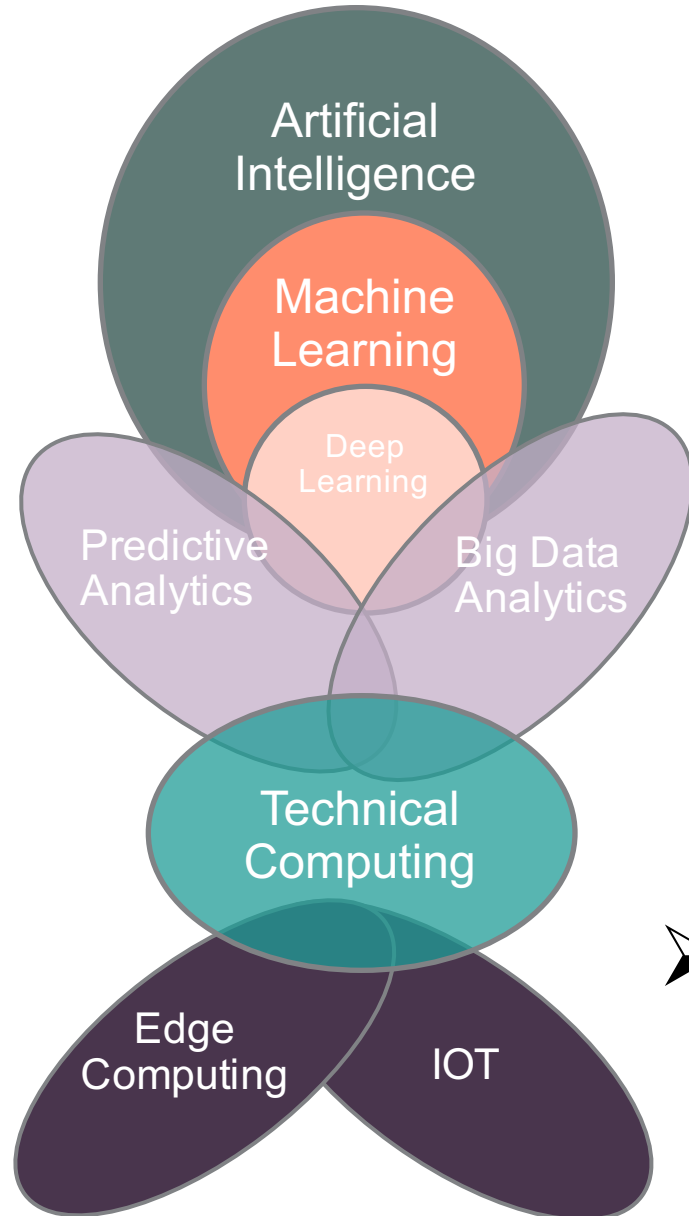 Artificial
Intelligence
Machine
Learning
Deep
Learning
Predictive
Analytics
Big Data
Analytics
Technical
Computing
Edge
Computing
IOT